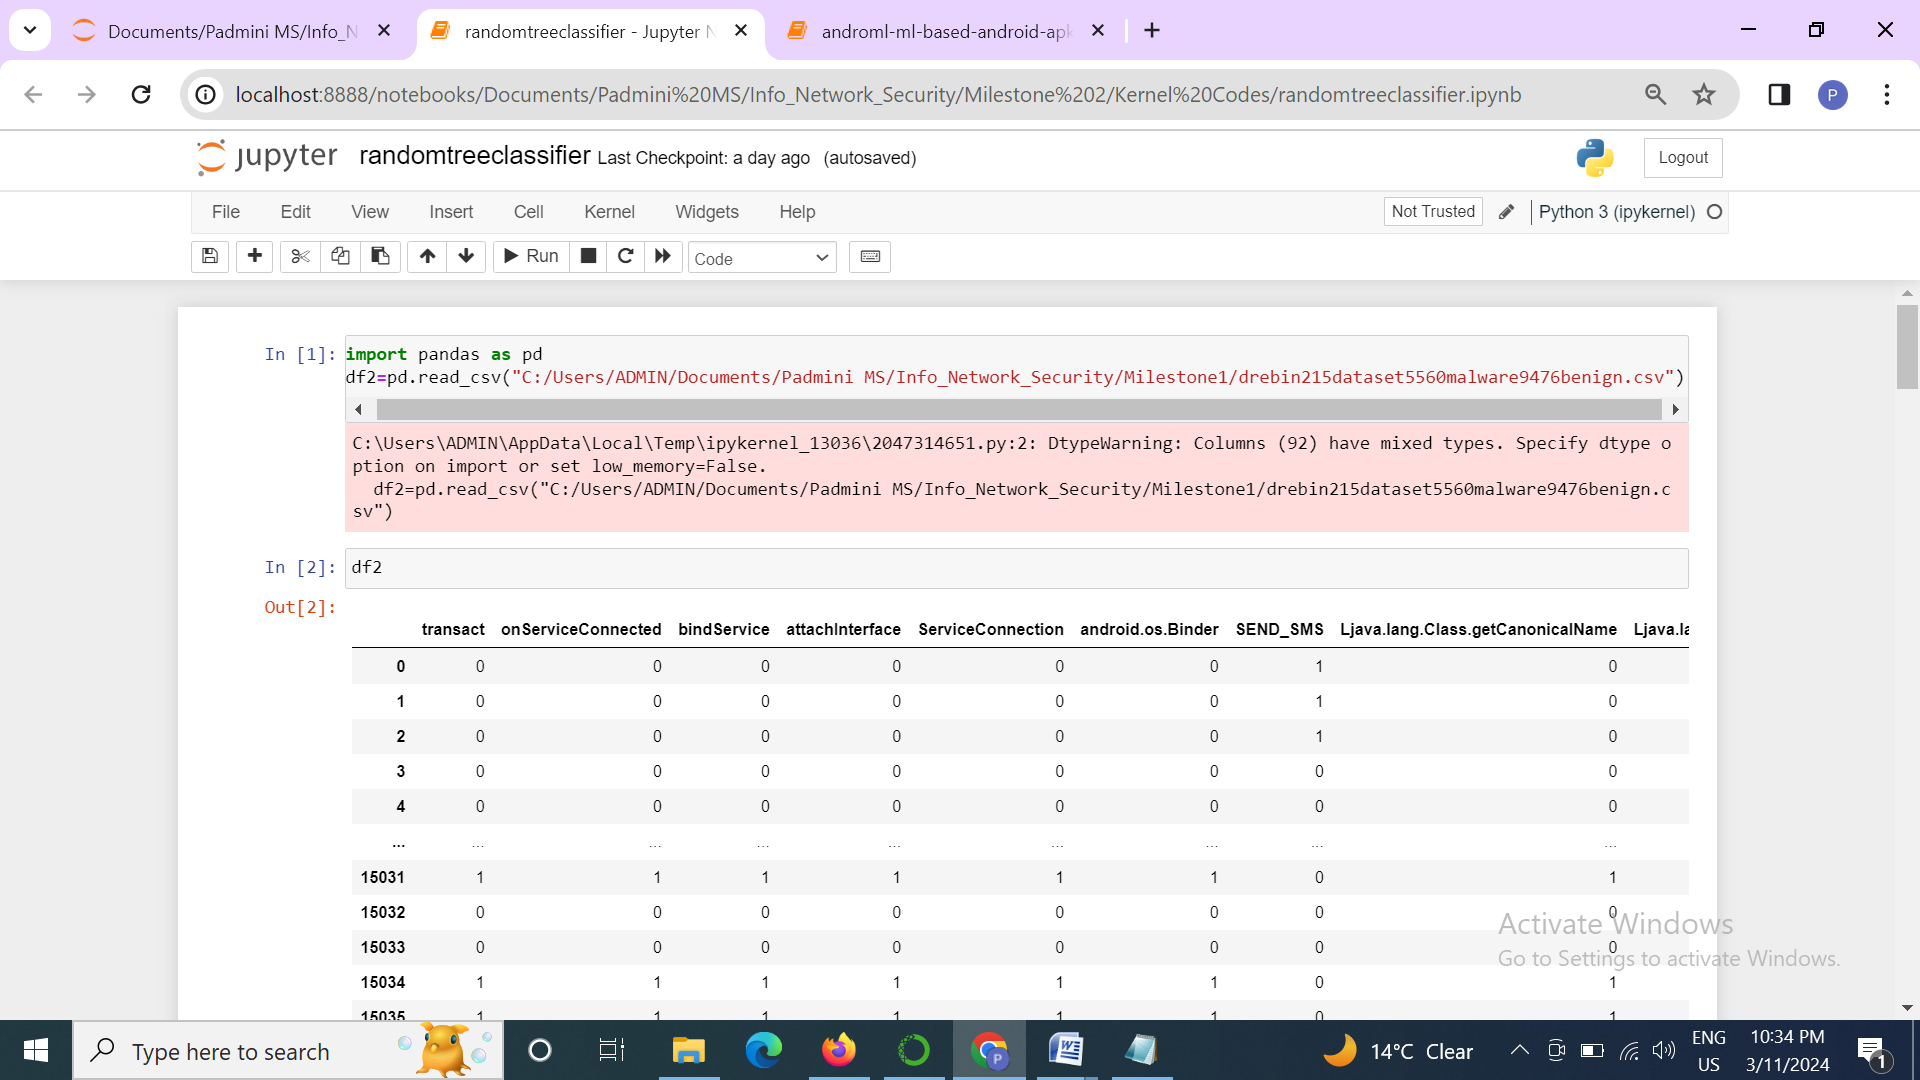 Documents/Padmini MS/Info_N
randomtreeclassifier - Jupyter N
androml-ml-based-android-apk
localhost:8888/notebooks/Documents/Padmini%20MS/Info_Network_Security/Milestone%202/Kernel%20Codes/randomtreeclassifier.ipynb
P
jupyter randomtreeclassifier Last Checkpoint: a day ago (autosaved)
Logout
File Edit View Insert Cell Kernel Widgets Help
Not Trusted
Python 3 (ipykernel)
Run
Code
In [1]: import pandas as pd
df2=pd.read_csv("C:/Users/ADMIN/Documents/Padmini MS/Info_Network_Security/Milestone1/drebin215dataset5560malware9476benign.csv")
C:\Users\ADMIN\AppData\Local\Temp\ipykernel_13036\2047314651.py:2: DtypeWarning: Columns (92) have mixed types. Specify dtype o
ption on import or set low_memory=False.
df2=pd.read_csv("C:/Users/ADMIN/Documents/Padmini MS/Info_Network_Security/Milestone1/drebin215dataset5560malware9476benign.c
sv")
In [2]: df2
Out[2]:
transact onServiceConnected bindService attachInterface ServiceConnection android.os.Binder SEND_SMS Ljava.lang.Class.getCanonicalName Ljava.la
0 0 0 0 0 0 0 1 0
1 0 0 0 0 0 0 1 0
2 0 0 0 0 0 0 1 0
3 0 0 0 0 0 0 0 0
4 0 0 0 0 0 0 0 0
... ... ... ... ... ... ... ... ...
15031 1 1 1 1 1 1 0 1
15032 0 0 0 0 0 0 0 0
15033 0 0 0 0 0 0 0 0
15034 1 1 1 1 1 1 0 1
15035 1 1 1 1 1 1 0 1
Activate Windows
Go to Settings to activate Windows.
Type here to search
P
14°C Clear
ENG
US
10:34 PM
3/11/2024
1